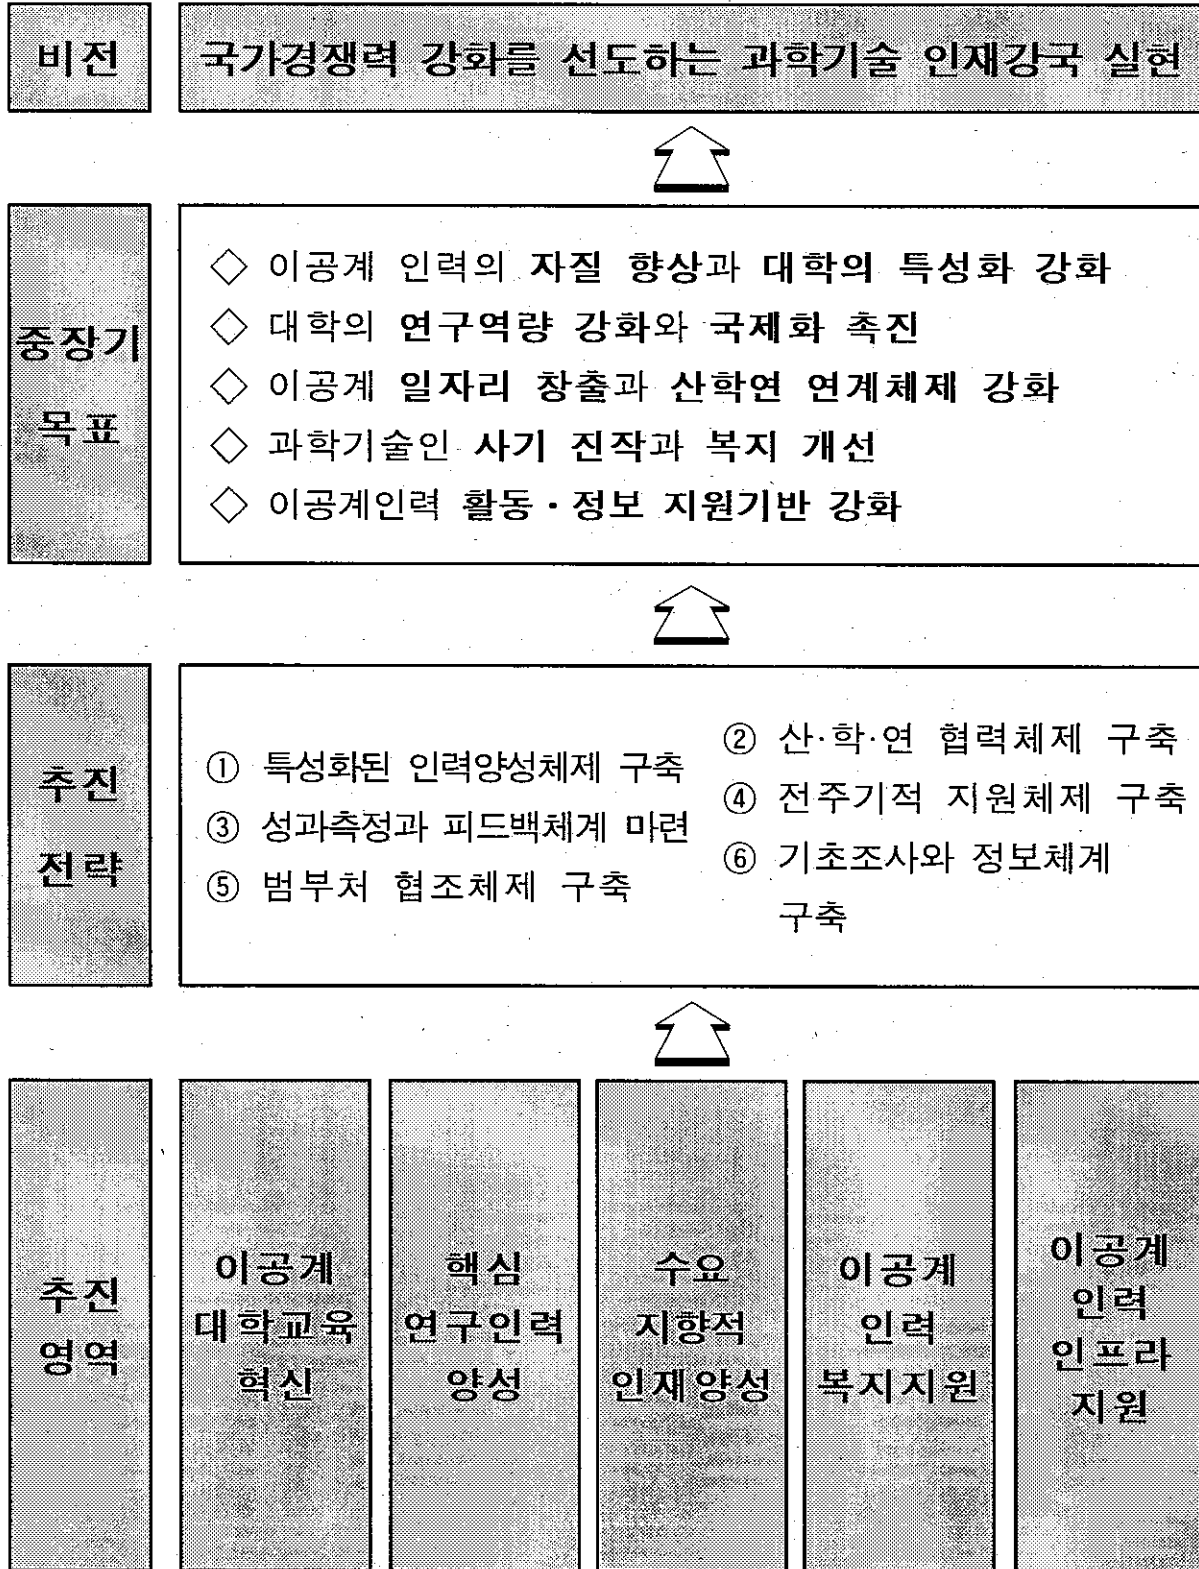 비전
국가경쟁력 강화를 선도하는 과학기술 인재강국 실현
중장기
목표
◇ 이공계 인력의 자질 향상과 대학의 특성화 강화
◇ 대학의 연구역량 강화와 국제화 촉진
◇ 이공계 일자리 창출과 산학연 연계체제 강화
◇ 과학기술인 사기 진작과 복지 개선
◇ 이공계인력 활동·정보 지원기반 강화
추진
전략
① 특성화된 인력양성체제 구축
② 산·학·연 협력체제 구축
③ 성과측정과 피드백체계 마련
④ 전주기적 지원체제 구축
⑤ 범부처 협조체제 구축
⑥ 기초조사와 정보체계
구축
추진
영역
이공계
대학교육
혁신
핵심
연구인력
양성
수요
지향적
인재양성
이공계
인력
복지지원
이공계
인력
인프라
지원